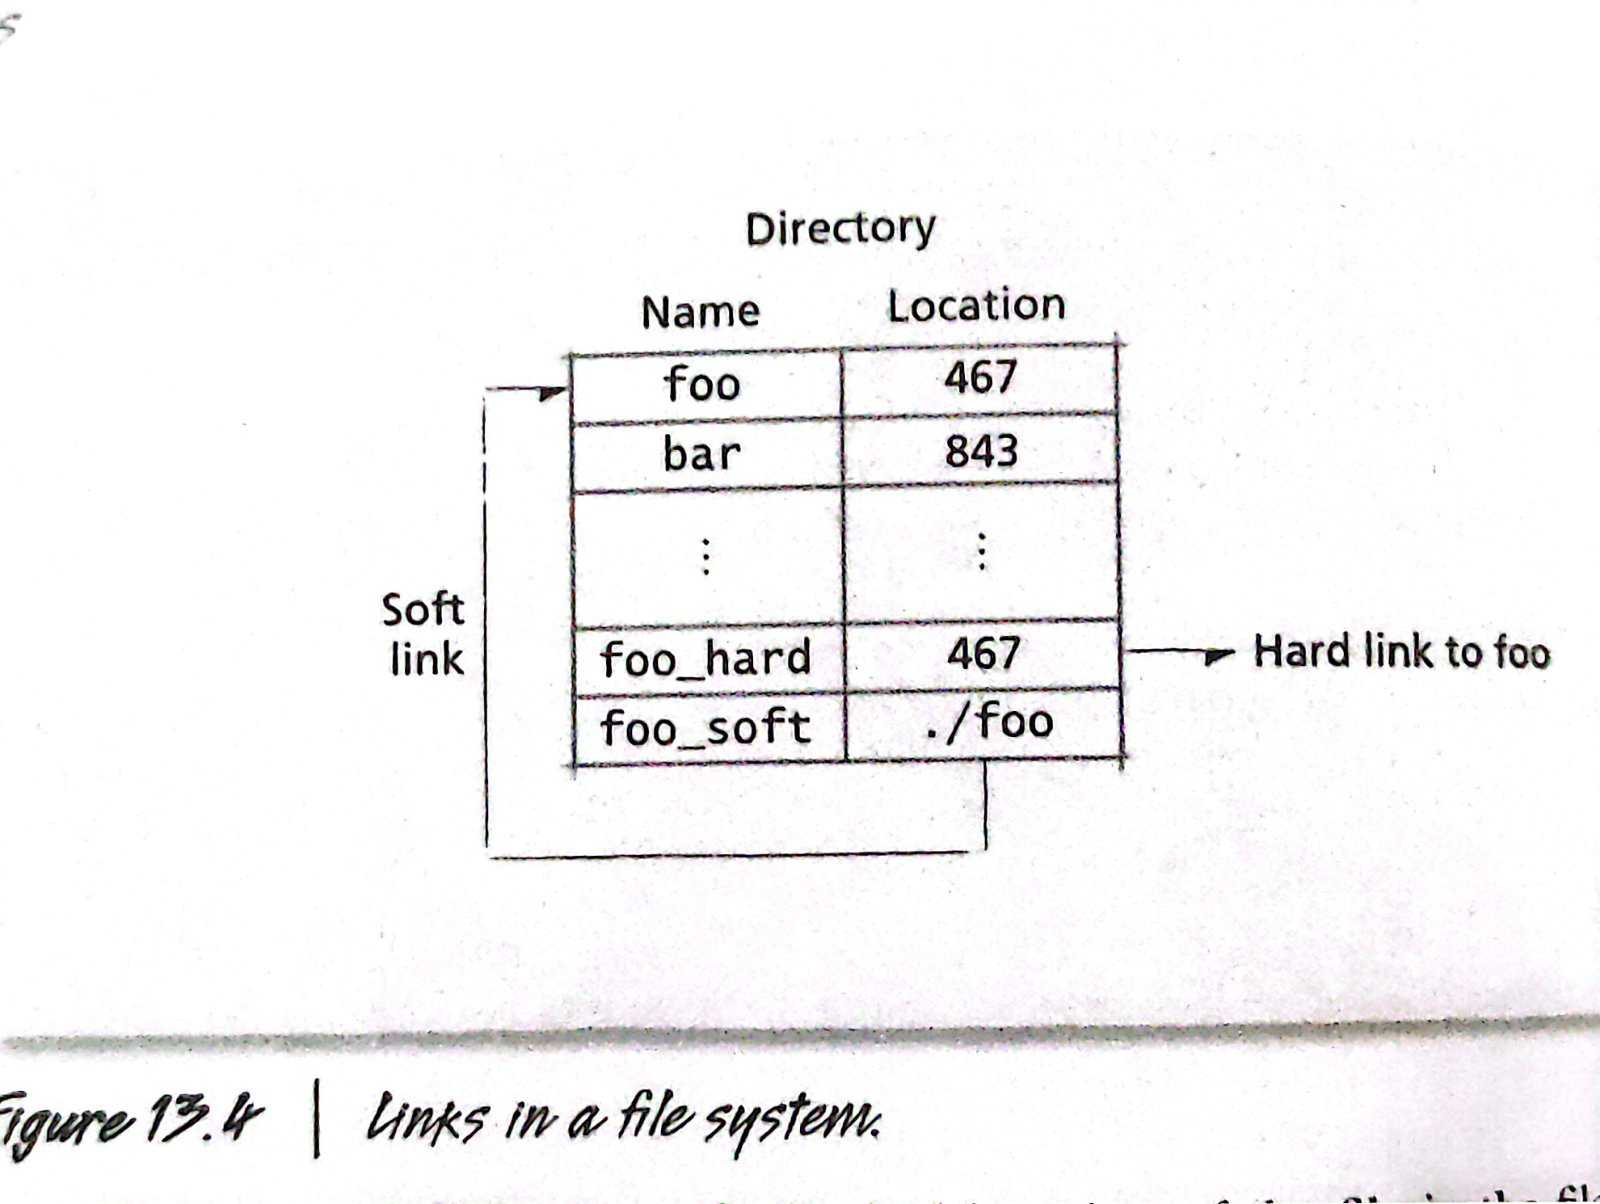 Directory
Name Location
foo 467
bar 843
⋮ ⋮
Soft
link
foo_hard 467 Hard link to foo
foo_soft ./foo
Figure 13.4 | Links in a file system.